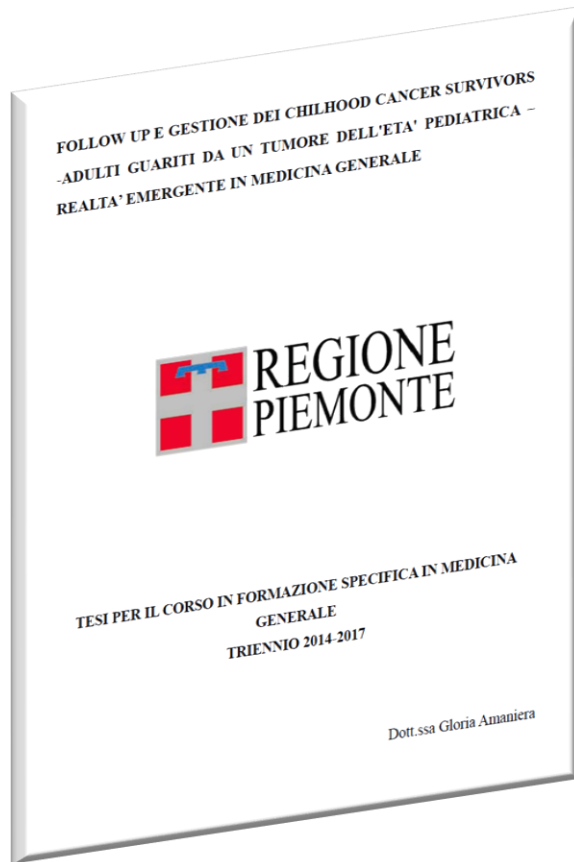 FOLLOW UP E GESTIONE DEI CHILHOOD CANCER SURVIVORS
-ADULTI GUARITI DA UN TUMORE DELL'ETA' PEDIATRICA –
REALTA' EMERGENTE IN MEDICINA GENERALE
REGIONE
PIEMONTE
TESI PER IL CORSO IN FORMAZIONE SPECIFICA IN MEDICINA
GENERALE
TRIENNIO 2014-2017
Dott.ssa Gloria Amaniera